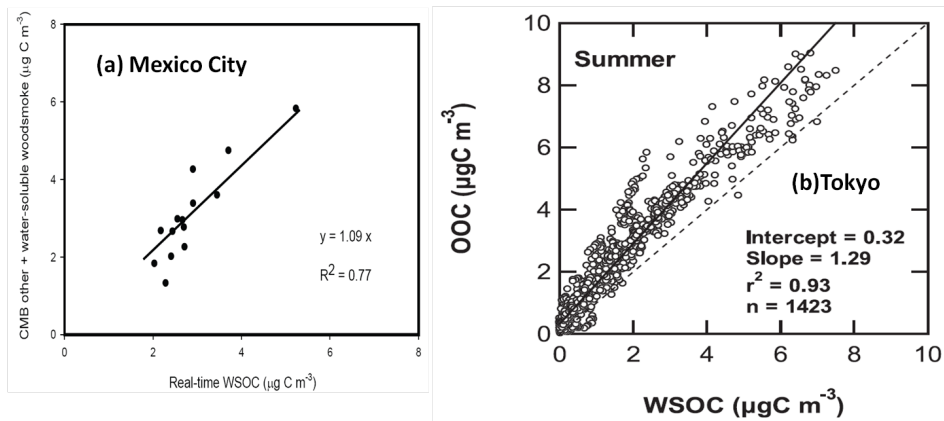 CMB other + water-soluble woodsmoke (μg C m⁻³)
8
6
4
2
0
(a) Mexico City
y = 1.09 x
R² = 0.77
0 2 4 6 8
Real-time WSOC (μg C m⁻³)
OOC (μgC m⁻³)
10
8
6
4
2
0
Summer
(b)Tokyo
Intercept = 0.32
Slope = 1.29
r² = 0.93
n = 1423
0 2 4 6 8 10
WSOC (μgC m⁻³)